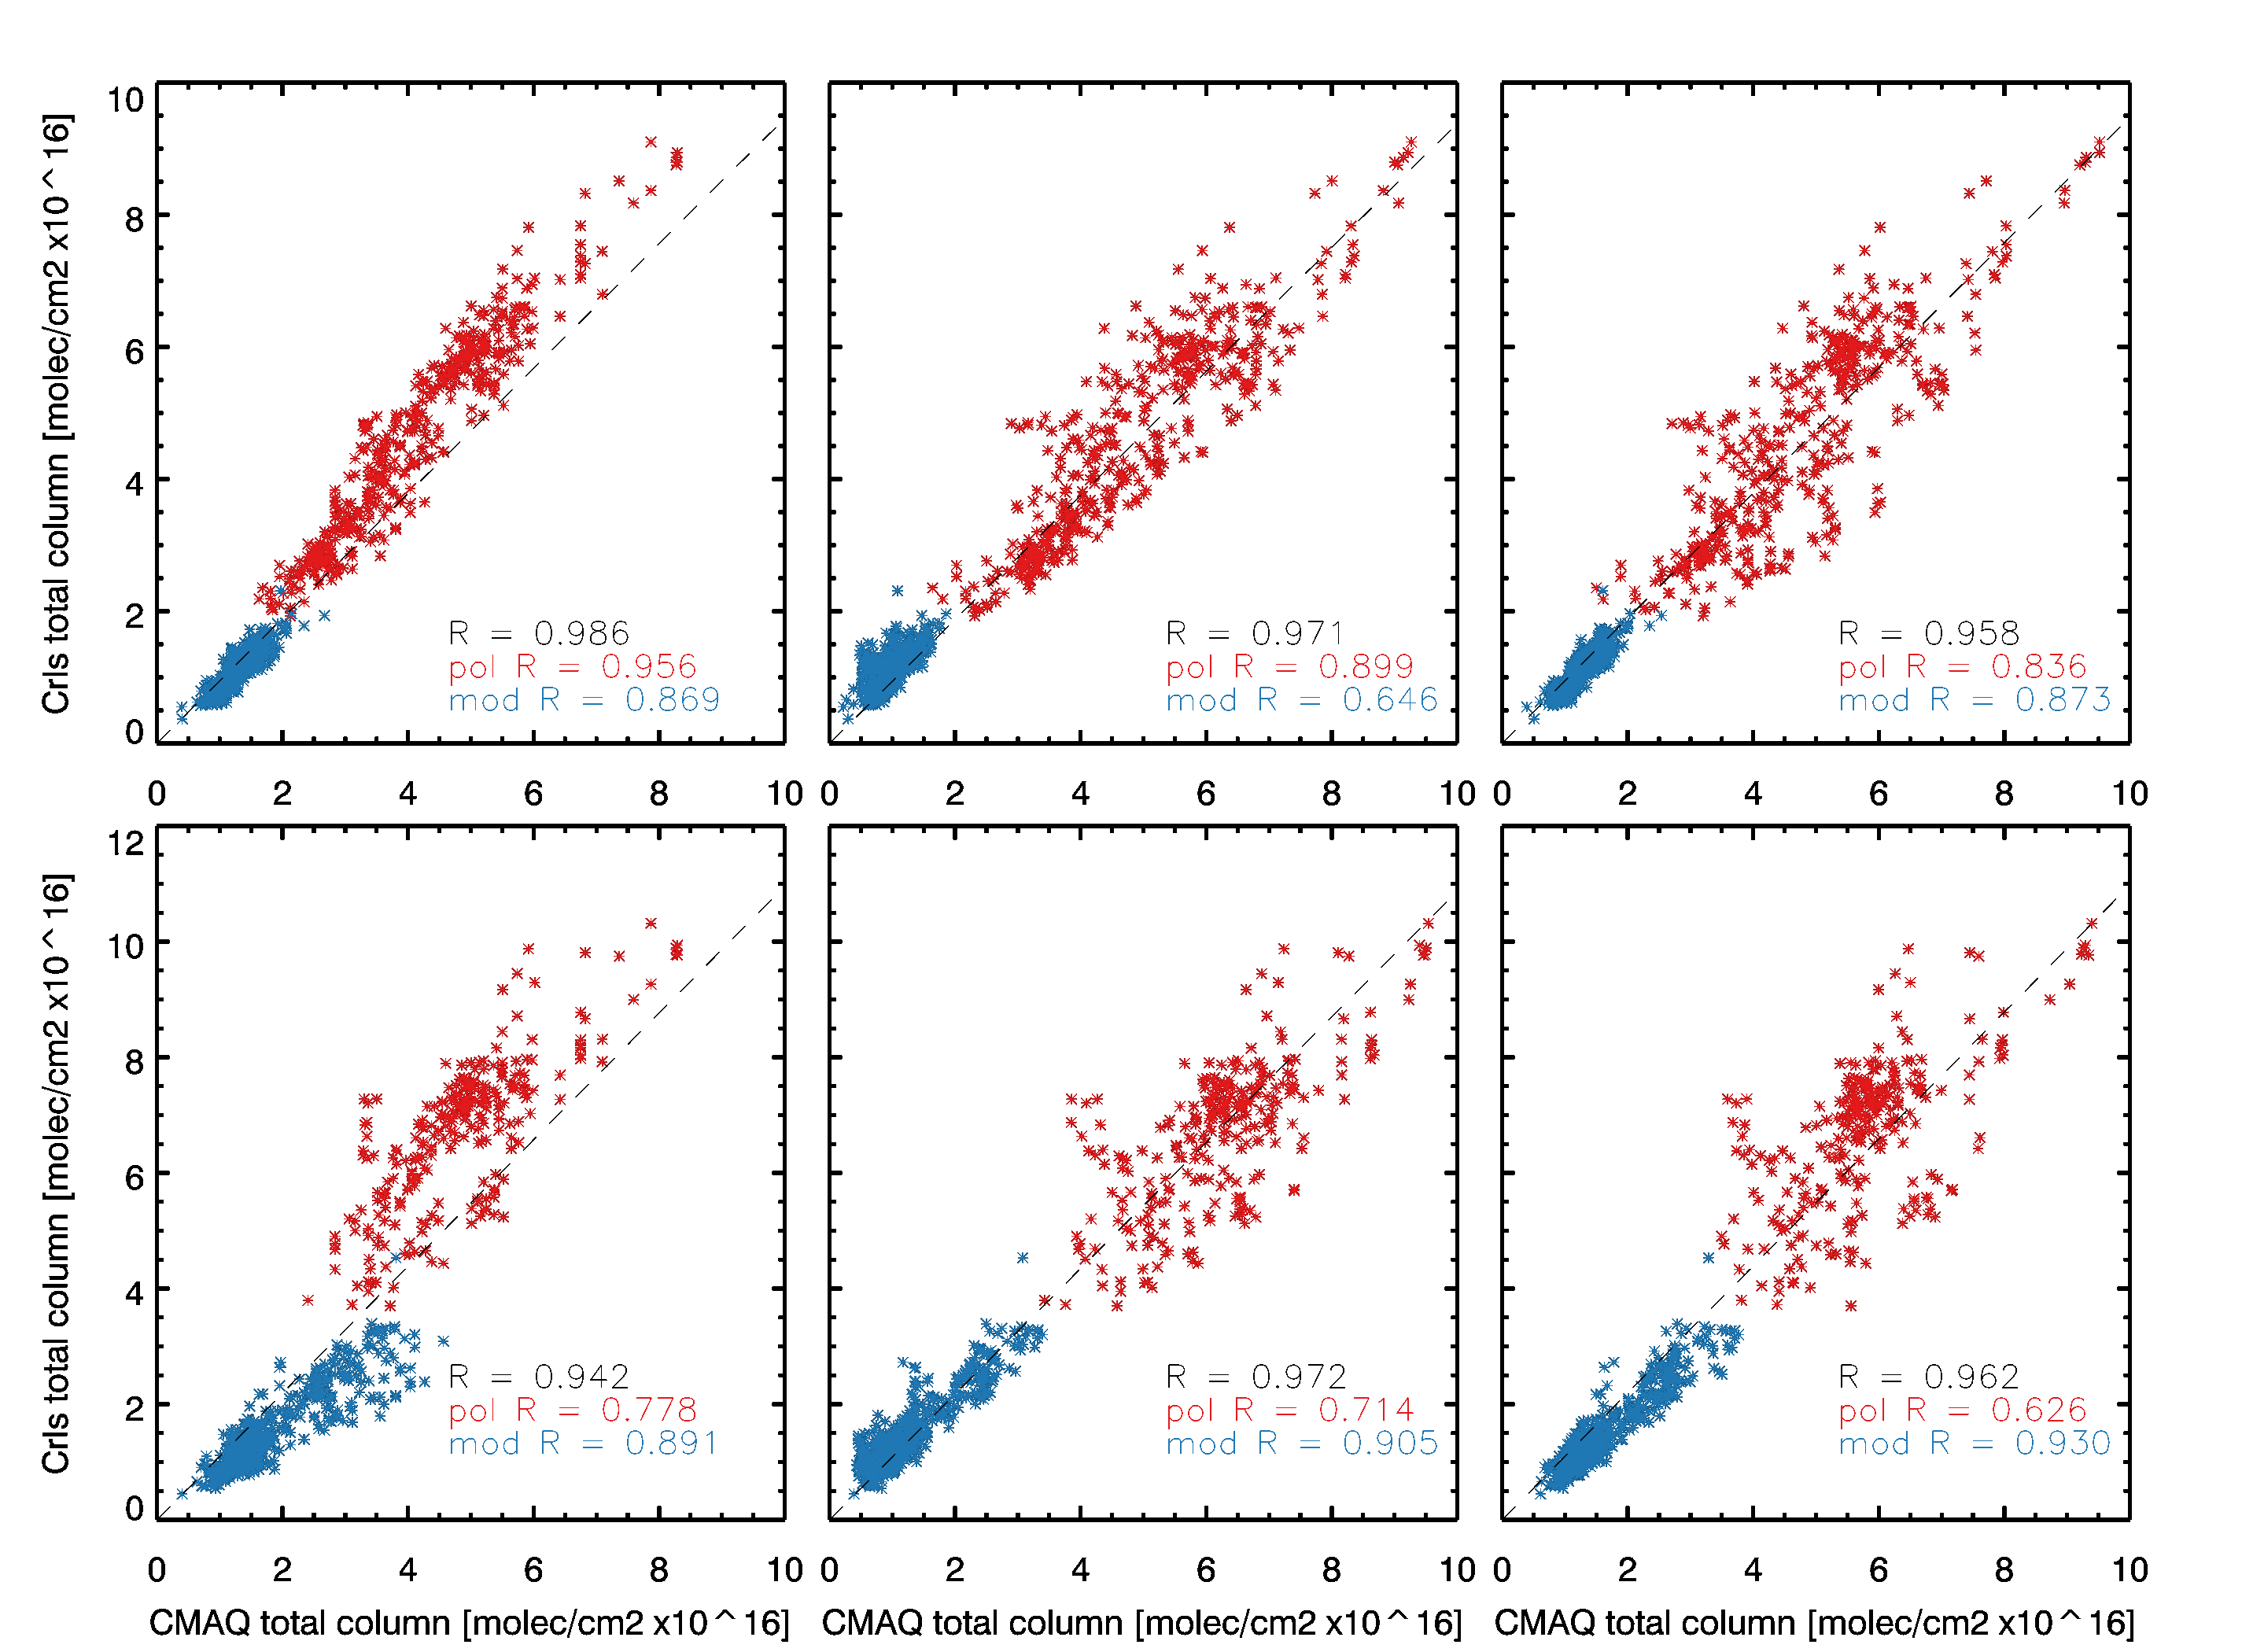 CrIs total column [molec/cm2 x10^16]
10
8
6
4
2
0
R = 0.986
pol R = 0.956
mod R = 0.869
R = 0.971
pol R = 0.899
mod R = 0.646
R = 0.958
pol R = 0.836
mod R = 0.873
0 2 4 6 8 10 0 2 4 6 8 10 0 2 4 6 8 10
CrIs total column [molec/cm2 x10^16]
12
10
8
6
4
2
0
R = 0.942
pol R = 0.778
mod R = 0.891
R = 0.972
pol R = 0.714
mod R = 0.905
R = 0.962
pol R = 0.626
mod R = 0.930
0 2 4 6 8 10 0 2 4 6 8 10 0 2 4 6 8 10
CMAQ total column [molec/cm2 x10^16] CMAQ total column [molec/cm2 x10^16] CMAQ total column [molec/cm2 x10^16]